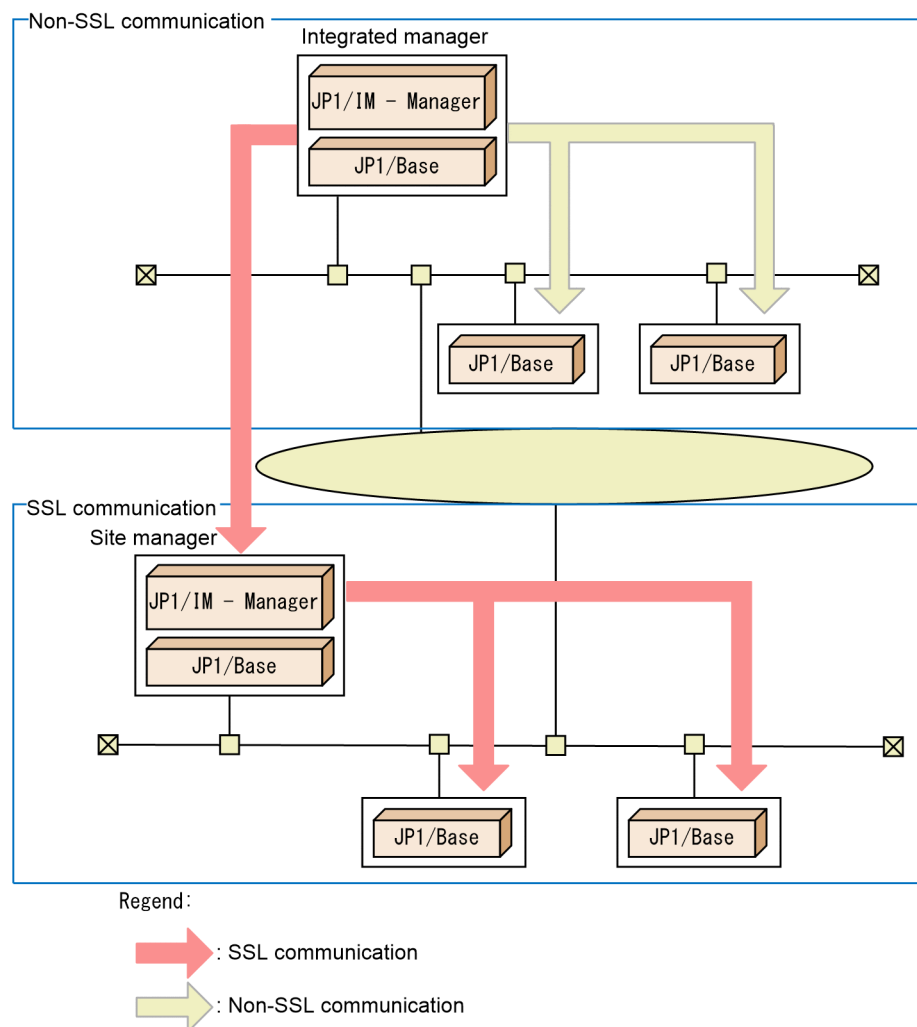 Non-SSL communication
Integrated manager
JP1/IM - Manager
JP1/Base
JP1/Base
JP1/Base
SSL communication
Site manager
JP1/IM - Manager
JP1/Base
JP1/Base
JP1/Base
Regend:
: SSL communication
: Non-SSL communication